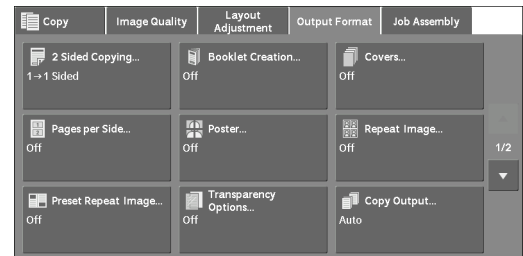 Copy
Image Quality
Layout
Adjustment
Output Format
Job Assembly
2 Sided Copying...
1→1 Sided
Booklet Creation...
Off
Covers...
Off
Pages per Side...
Off
Poster...
Off
Repeat Image...
Off
1/2
Preset Repeat Image...
Off
Transparency
Options...
Off
Copy Output...
Auto